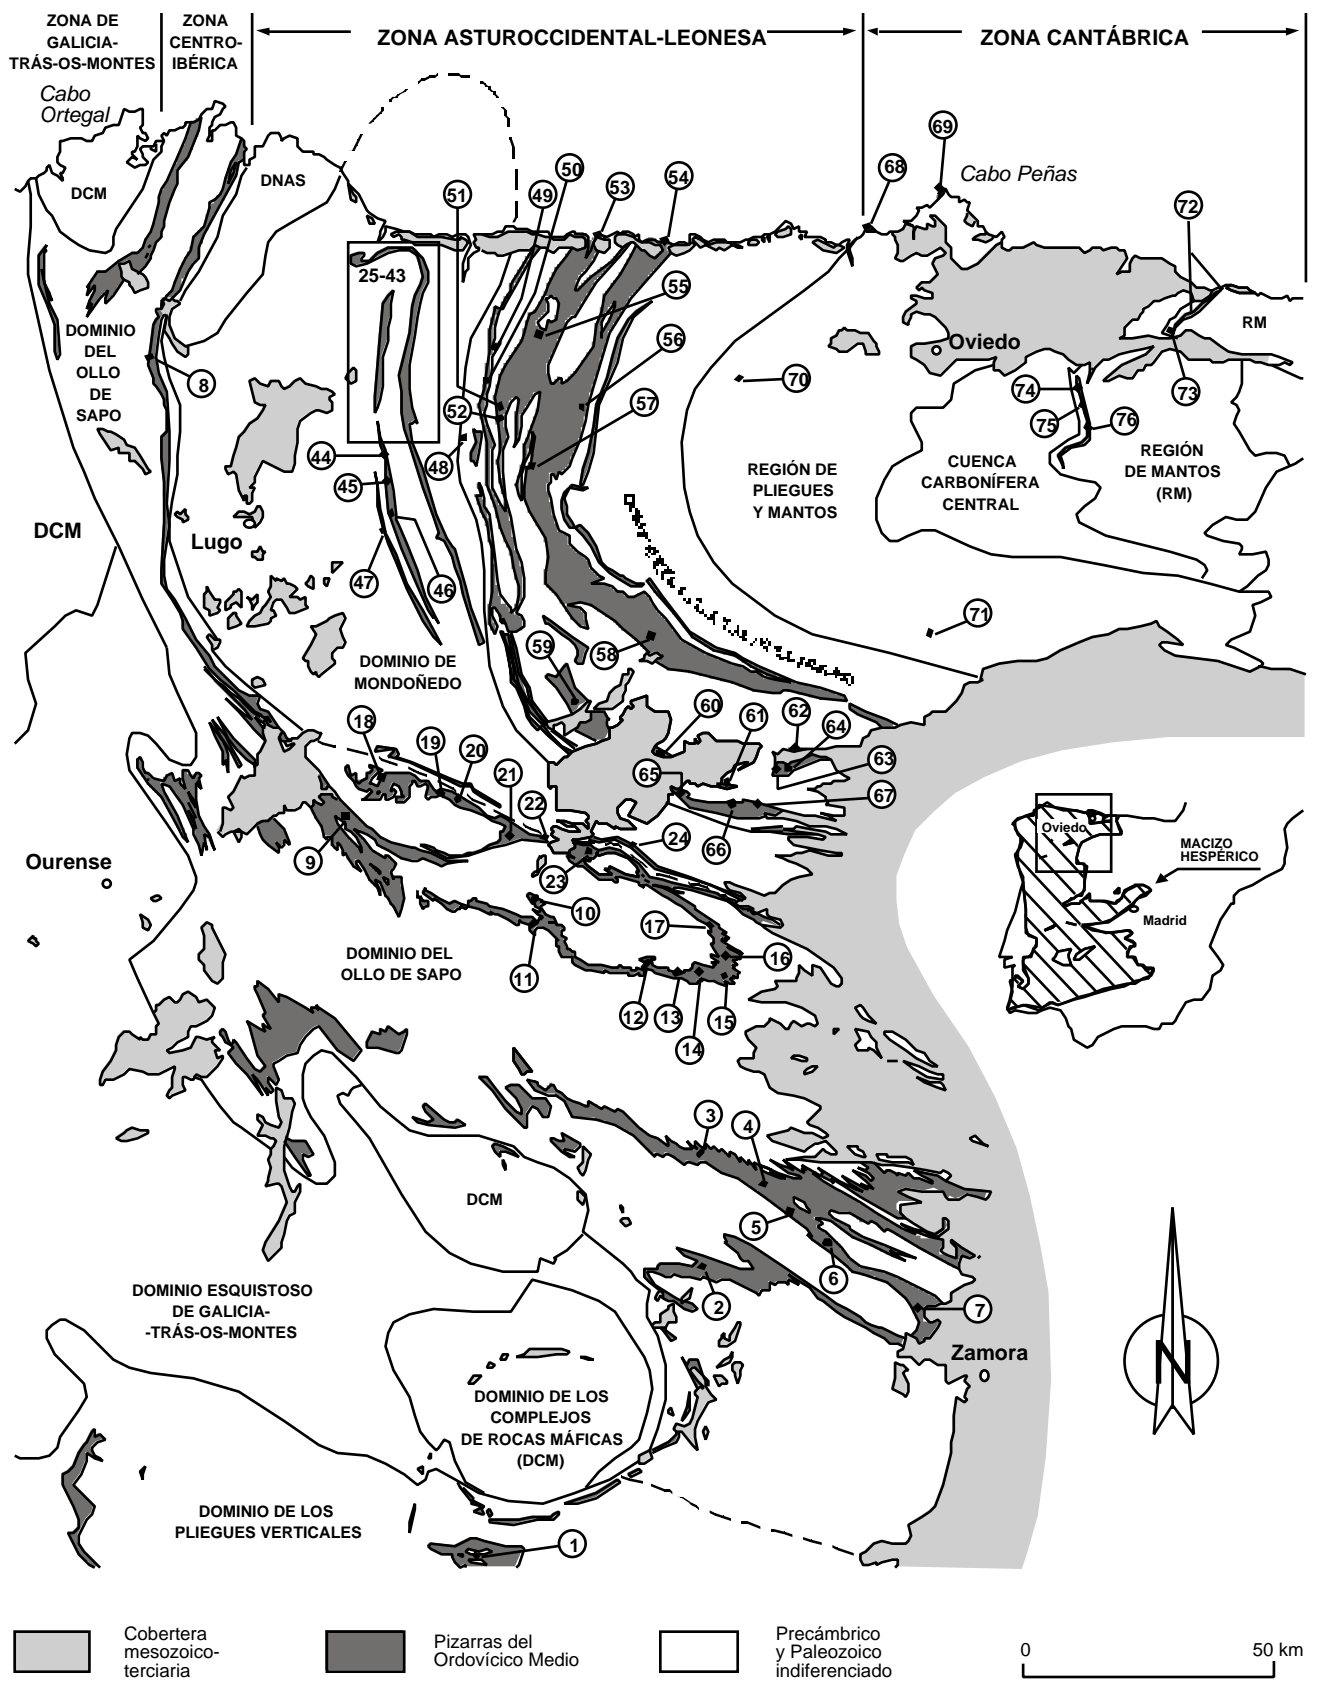 ZONA DE
GALICIA-
TRÁS-OS-MONTES
ZONA
CENTRO-
IBÉRICA
ZONA ASTUROCCIDENTAL-LEONESA
ZONA CANTÁBRICA
Cabo
Ortegal
DCM
DNAS
Cabo Peñas
69
68
50
53
54
49
51
72
25-43
55
RM
DOMINIO
DEL
OLLO
DE
SAPO
8
56
Oviedo
70
57
74
73
52
75
76
44
48
45
REGIÓN DE
PLIEGUES
Y MANTOS
CUENCA
CARBONÍFERA
CENTRAL
REGIÓN
DE MANTOS
(RM)
DCM
Lugo
47
46
71
59
58
DOMINIO DE
MONDOÑEDO
18
19
20
21
22
60
61
62
64
65
63
67
66
24
Ourense
9
23
10
17
11
16
DOMINIO DEL
OLLO DE SAPO
12
13
15
14
Oviedo
MACIZO
HESPÉRICO
Madrid
3
4
DCM
5
6
2
7
DOMINIO ESQUISTOSO
DE GALICIA-
-TRÁS-OS-MONTES
Zamora
N
DOMINIO DE LOS
COMPLEJOS
DE ROCAS MÁFICAS
(DCM)
DOMINIO DE LOS
PLIEGUES VERTICALES
1
Cobertera
mesozoico-
terciaria
Pizarras del
Ordovícico Medio
Precámbrico
y Paleozoico
indiferenciado
0
50 km